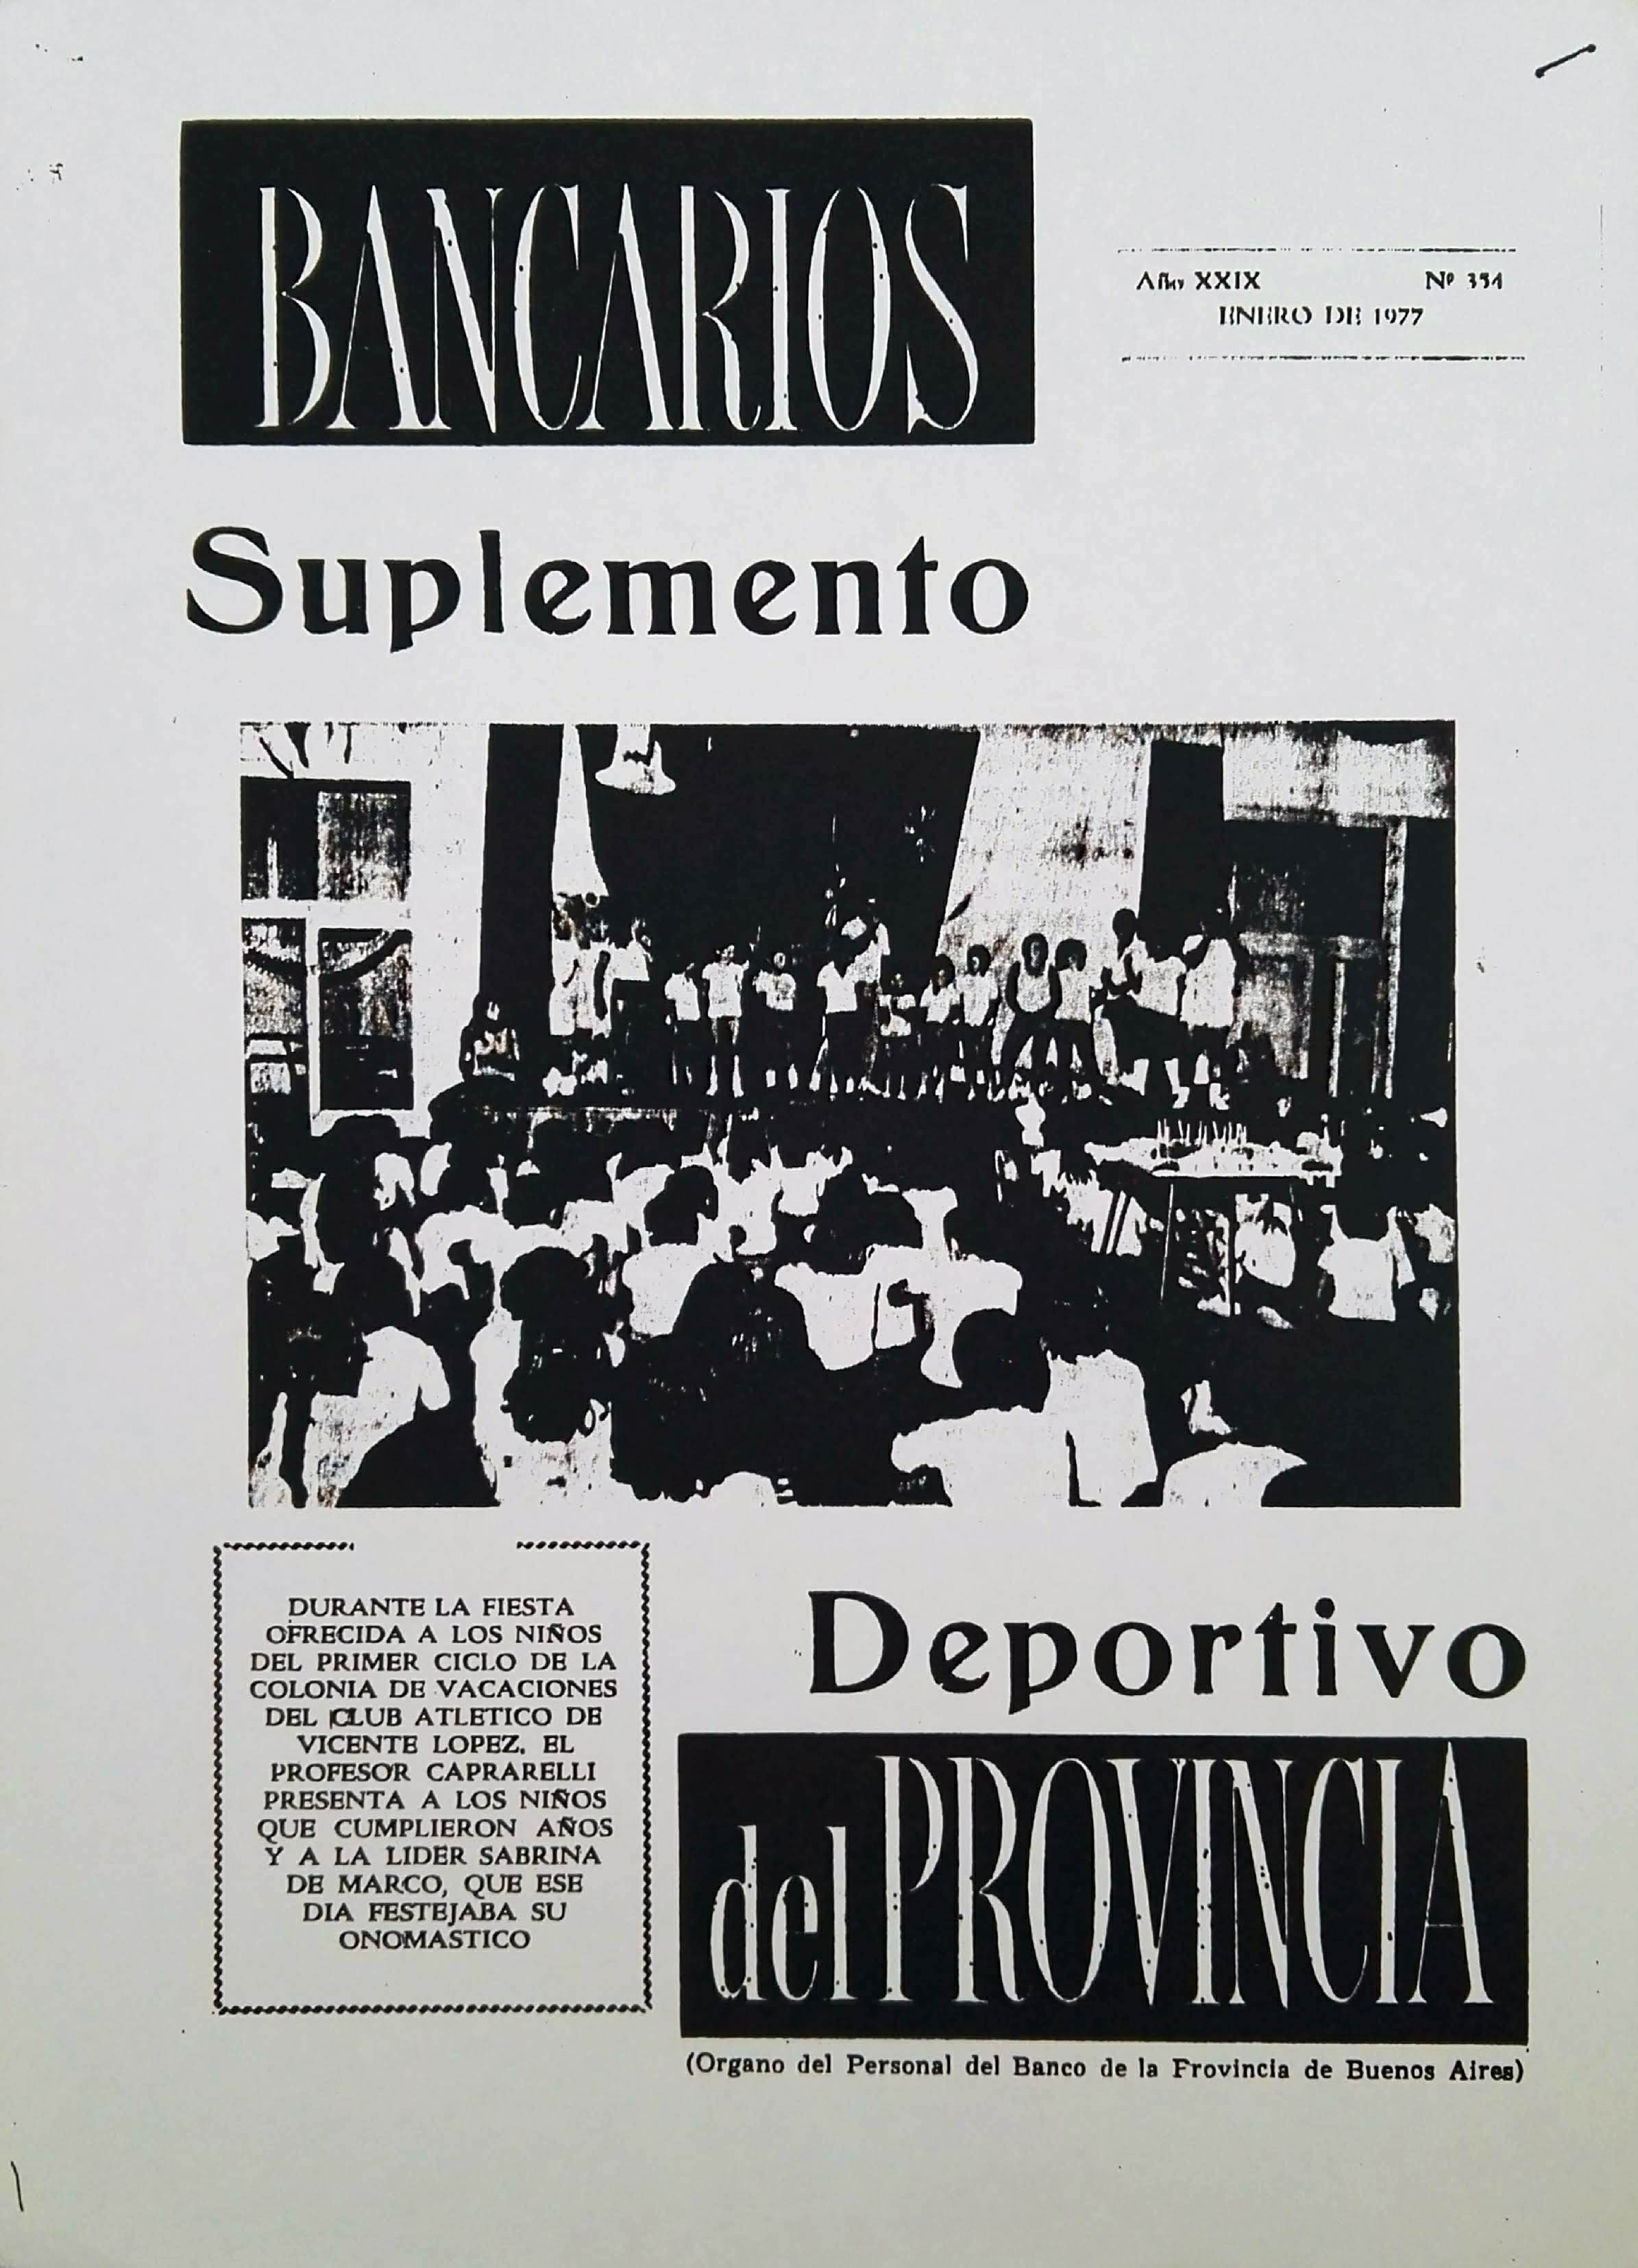 BANCARIOS
Año XXIX Nº 354
ENERO DE 1977
Suplemento
DURANTE LA FIESTA
OFRECIDA A LOS NIÑOS
DEL PRIMER CICLO DE LA
COLONIA DE VACACIONES
DEL CLUB ATLETICO DE
VICENTE LOPEZ, EL
PROFESOR CAPRARELLI
PRESENTA A LOS NIÑOS
QUE CUMPLIERON AÑOS
Y A LA LIDER SABRINA
DE MARCO, QUE ESE
DIA FESTEJABA SU
ONOMASTICO
Deportivo
del PROVINCIA
(Organo del Personal del Banco de la Provincia de Buenos Aires)